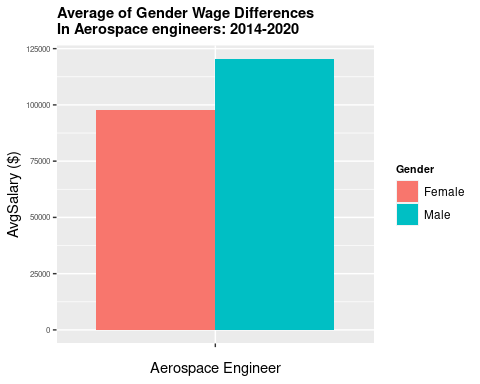 Average of Gender Wage Differences
In Aerospace engineers: 2014-2020
125000
100000
75000
50000
25000
0
AvgSalary ($)
Aerospace Engineer
Gender
Female
Male